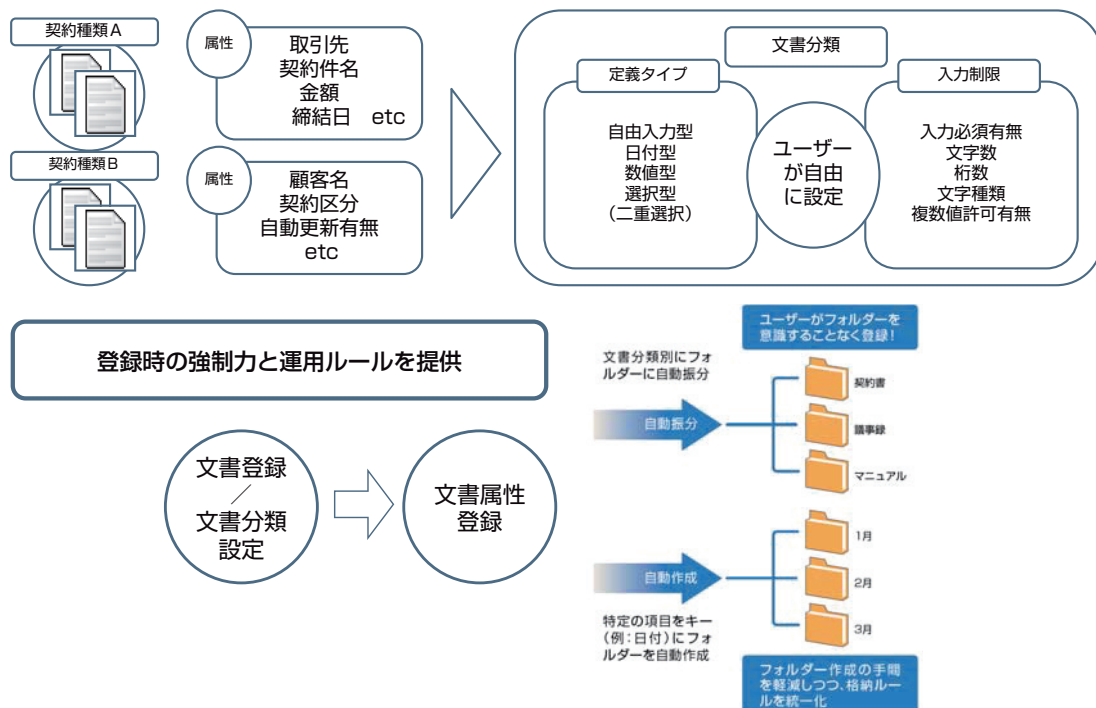 契約種類A
属性
取引先
契約件名
金額
締結日 etc
契約種類B
属性
顧客名
契約区分
自動更新有無
etc
文書分類
定義タイプ
自由入力型
日付型
数値型
選択型
(二重選択)
ユーザー
が自由
に設定
入力制限
入力必須有無
文字数
桁数
文字種類
複数値許可有無
登録時の強制力と運用ルールを提供
文書登録
/
文書分類
設定
文書属性
登録
ユーザーがフォルダーを
意識することなく登録!
文書分類別にフォ
ルダーに自動振分
自動振分
契約書
議事録
マニュアル
自動作成
1月
2月
3月
特定の項目をキー
(例:日付)にフォ
ルダーを自動作成
フォルダー作成の手間
を軽減しつつ、格納ルー
ルを統一化